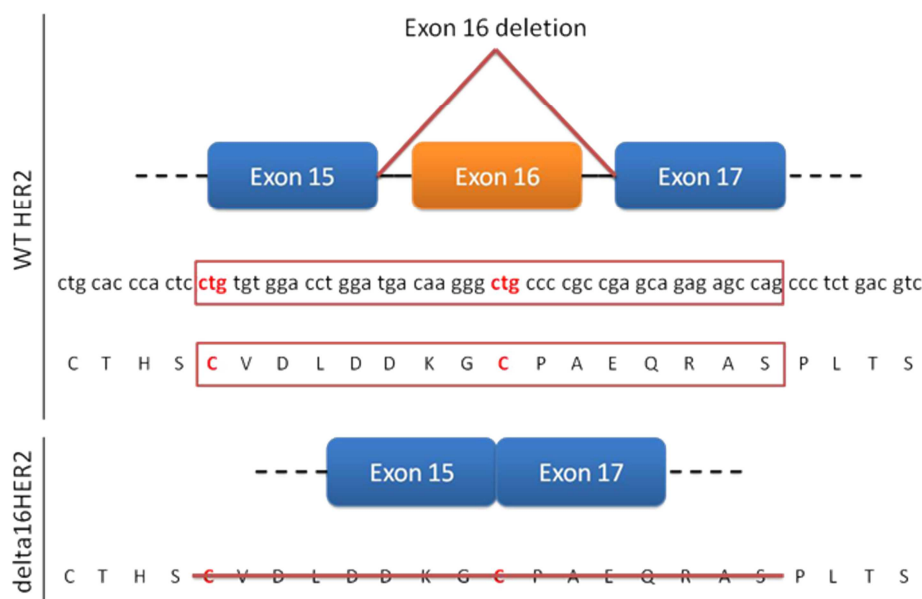 Exon 16 deletion
WT HER2
Exon 15 Exon 16 Exon 17
ctg cac cca ctc ctg tgt gga cct gga tga caa ggg ctg ccc cgc cga gca gag agc cag ccc tct gac gtc
C T H S C V D L D D K G C P A E Q R A S P L T S
delta16HER2
Exon 15 Exon 17
C T H S C V D L D D K G C P A E Q R A S P L T S